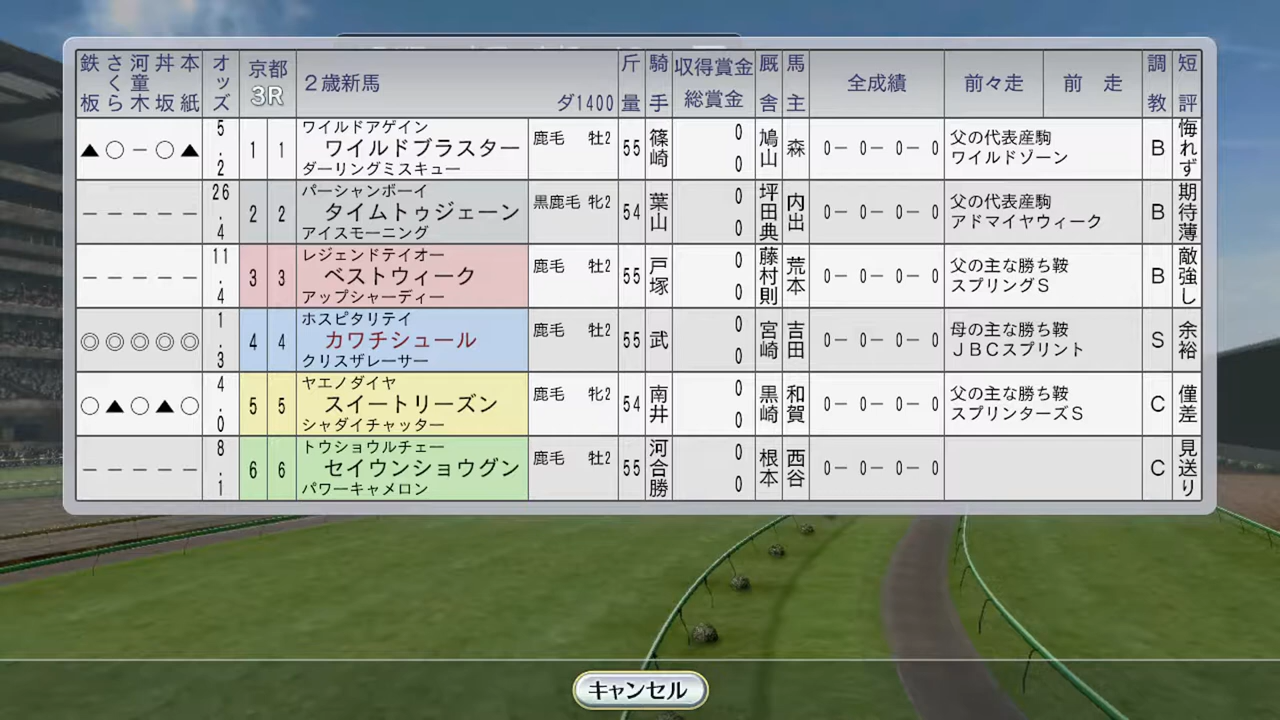 鉄板 さくら 河童木 丼坂 本紙 オッズ 京都 3R 2歳新馬 ダ1400 斤量 騎手 収得賞金 総賞金 厩舎 馬主 全成績 前々走 前 走 調教 短評
▲ ○ － ○ ▲ 5.2 1 1 ワイルドアゲイン
ワイルドブラスター 鹿毛 牡2 55 篠崎 0 0 鳩山 森 0－ 0－ 0－ 0 父の代表産駒 ワイルドゾーン B 悔れず
ダーリングミスキュー
－ － － － － 26.4 2 2 パーシャンボーイ
タイムトゥジェーン 黒鹿毛 牝2 54 葉山 0 0 坪田典 内出 0－ 0－ 0－ 0 父の代表産駒 アドマイヤウィーク B 期待薄
アイスモーニング
－ － － － － 11.4 3 3 レジェンドテイオー
ベストウィーク 鹿毛 牡2 55 戸塚 0 0 藤村則 荒本 0－ 0－ 0－ 0 父の主な勝ち鞍 スプリングS B 敵強し
アップシャーディー
◎ ◎ ◎ ◎ ◎ 1.3 4 4 ホスピタリテイ
カワチシュール 鹿毛 牡2 55 武 0 0 宮崎 吉田 0－ 0－ 0－ 0 母の主な勝ち鞍 JBCスプリント S 余裕
クリスザレーサー
○ ▲ ○ ▲ ○ 4.0 5 5 ヤエノダイヤ
スイートリーズン 鹿毛 牝2 54 南井 0 0 黒崎 和賀 0－ 0－ 0－ 0 父の主な勝ち鞍 スプリンターズS C 僅差
シャダイチャッター
－ － － － － 8.1 6 6 トウショウルチェー
セイウンショウグン 鹿毛 牡2 55 河合勝 0 0 根本 西谷 0－ 0－ 0－ 0 C 見送り
パワーキャメロン
キャンセル